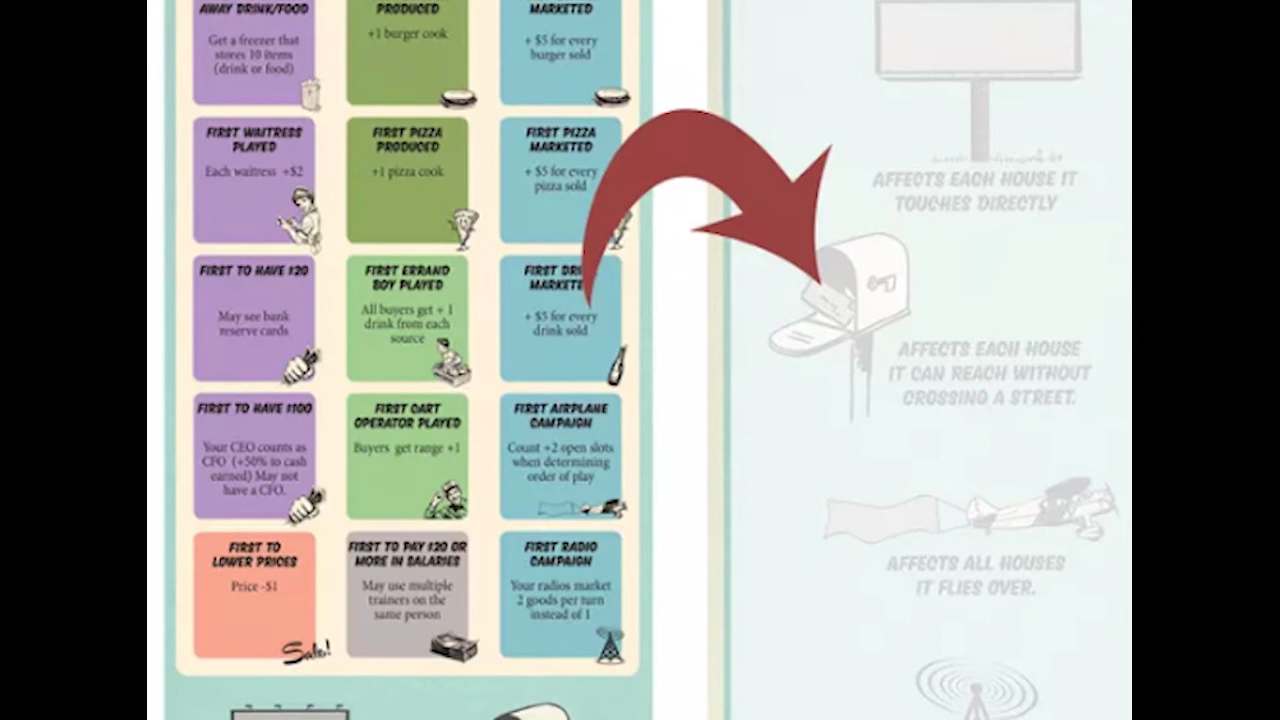 AWAY DRINK/FOOD
Get a freezer that
stores 10 items
(drink or food)
PRODUCED
+1 burger cook
MARKETED
+ $5 for every
burger sold
FIRST WAITRESS
PLAYED
Each waitress +$2
FIRST PIZZA
PRODUCED
+1 pizza cook
FIRST PIZZA
MARKETED
+ $5 for every
pizza sold
FIRST TO HAVE $20
May see bank
reserve cards
FIRST ERRAND
BOY PLAYED
All buyers get + 1
drink from each
source
FIRST
MARKETED
+ $5 for every
drink sold
FIRST TO HAVE $100
Your CEO counts as
CFO (+50% to cash
earned) May not
have a CFO.
FIRST CART
OPERATOR PLAYED
Buyers get range +1
FIRST AIRPLANE
CAMPAIGN
Count +2 open slots
when determining
order of play
FIRST TO
LOWER PRICES
Price -$1
Sale!
FIRST TO PAY $20 OR
MORE IN SALARIES
May use multiple
trainers on the
same person
FIRST RADIO
CAMPAIGN
Your radios market
2 goods per turn
instead of 1
AFFECTS EACH HOUSE IT
TOUCHES DIRECTLY
AFFECTS EACH HOUSE
IT CAN REACH WITHOUT
CROSSING A STREET.
AFFECTS ALL HOUSES
IT FLIES OVER.